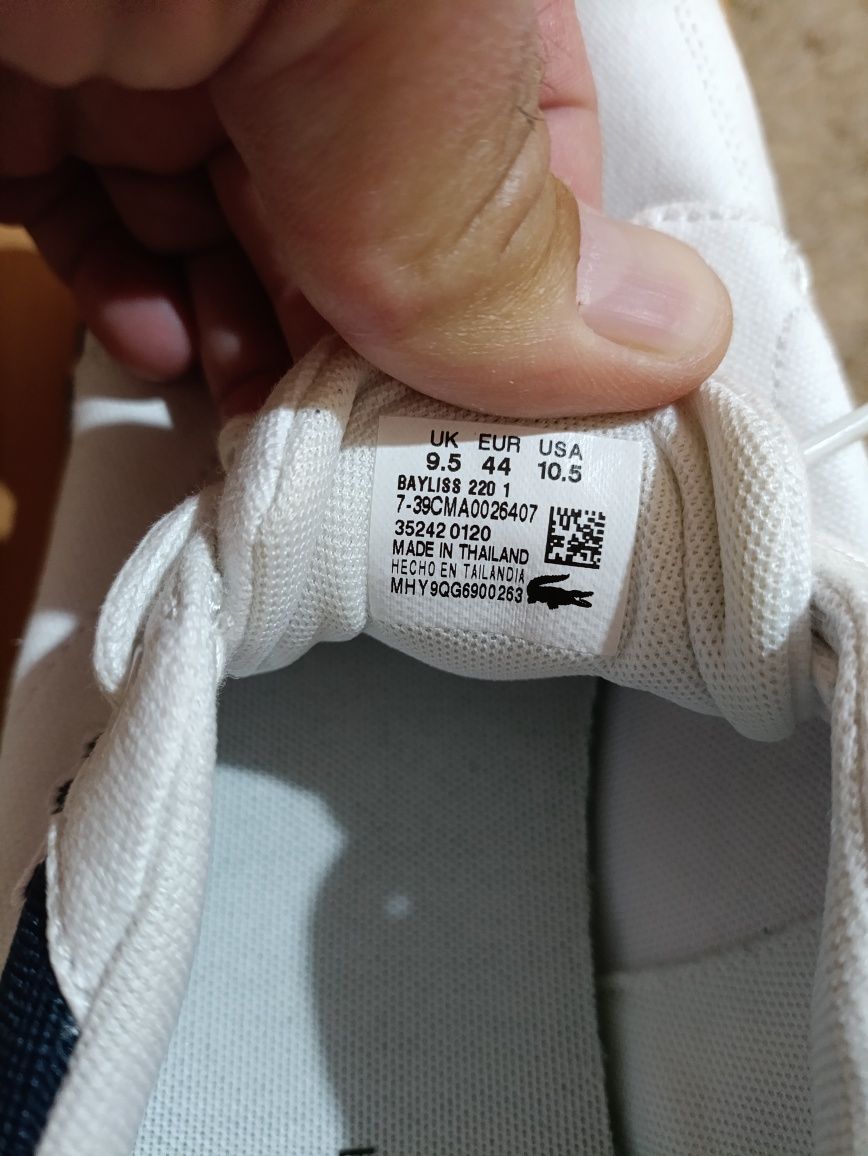 UK EUR USA
9.5 44 10.5
BAYLISS 220 1
7-39CMA0026407
35242 0120
MADE IN THAILAND
HECHO EN TAILANDIA
MHY9QG6900263